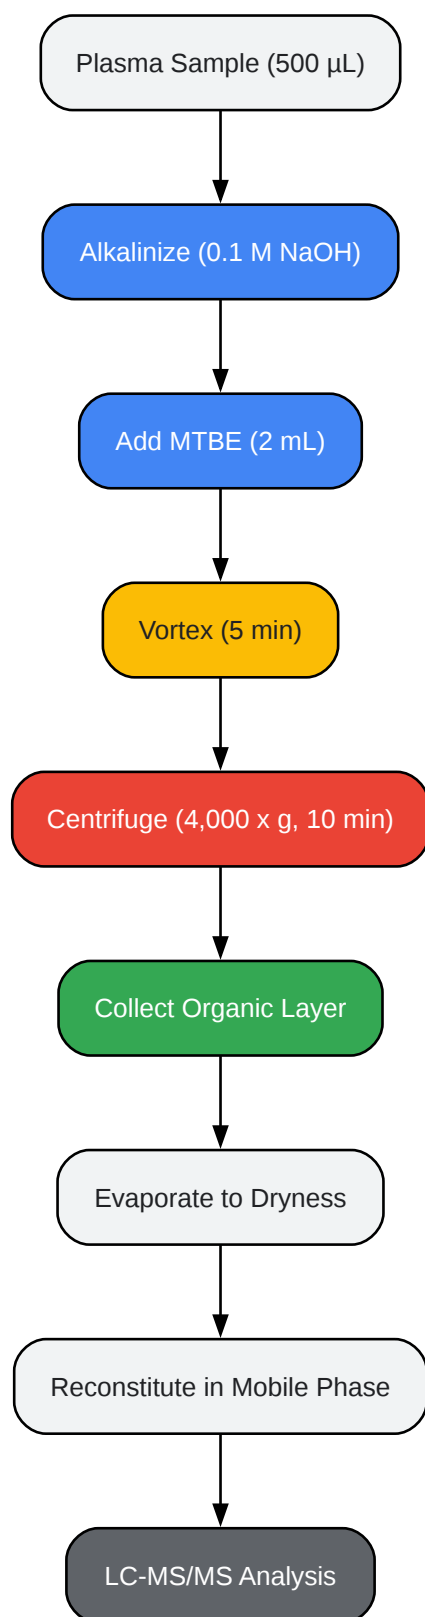 Plasma Sample (500 µL)
Alkalinize (0.1 M NaOH)
Add MTBE (2 mL)
Vortex (5 min)
Centrifuge (4,000 x g, 10 min)
Collect Organic Layer
Evaporate to Dryness
Reconstitute in Mobile Phase
LC-MS/MS Analysis